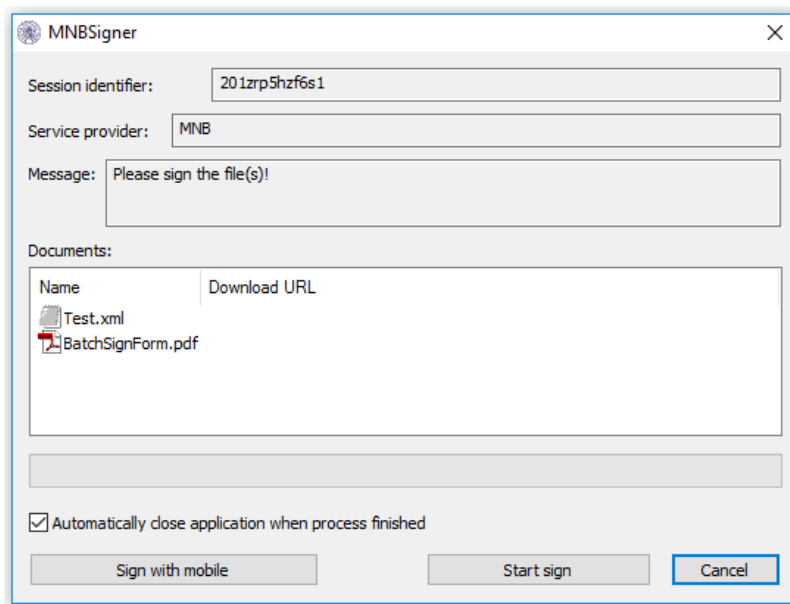 MNBSigner
Session identifier: 201zrp5hzf6s1
Service provider: MNB
Message: Please sign the file(s)!
Documents:
Name Download URL
Test.xml
BatchSignForm.pdf
Automatically close application when process finished
Sign with mobile Start sign Cancel